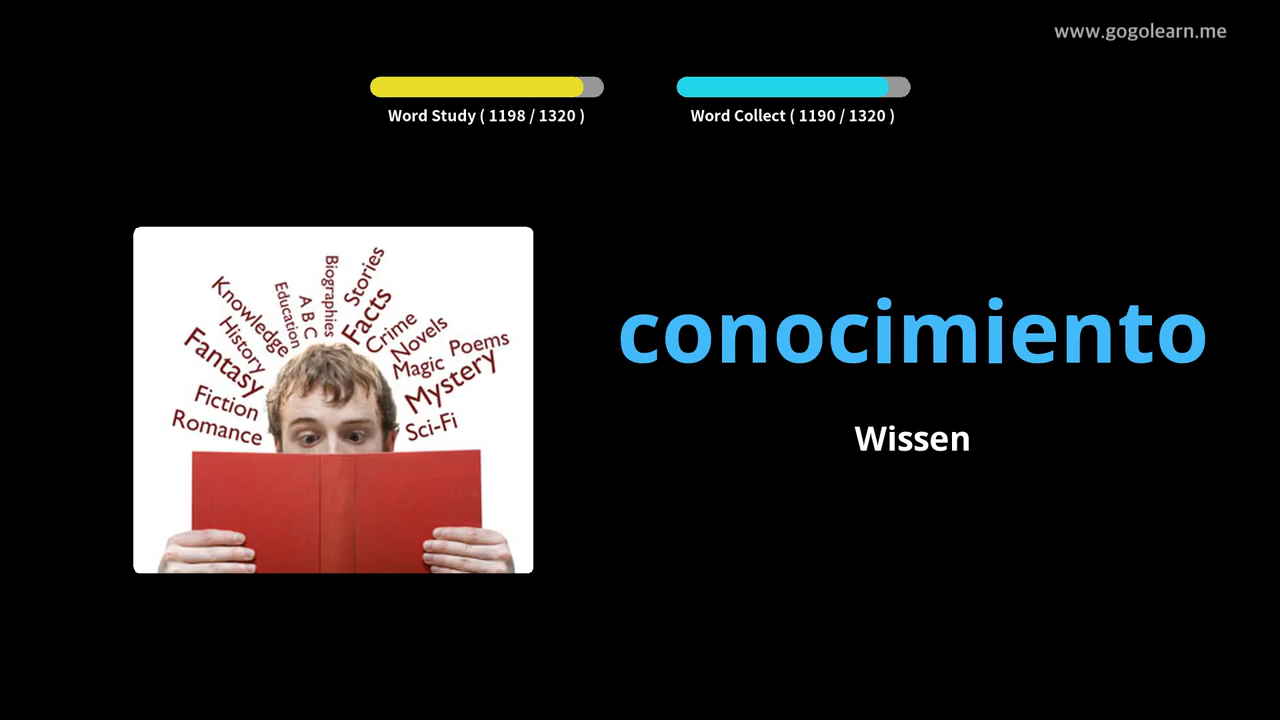 www.gogolearn.me
Word Study ( 1198 / 1320 )
Word Collect ( 1190 / 1320 )
Knowledge
History
Education
A B C
Biographies
Stories
Facts
Crime
Novels
Magic
Poems
Mystery
Sci-Fi
Fantasy
Fiction
Romance
conocimiento
Wissen